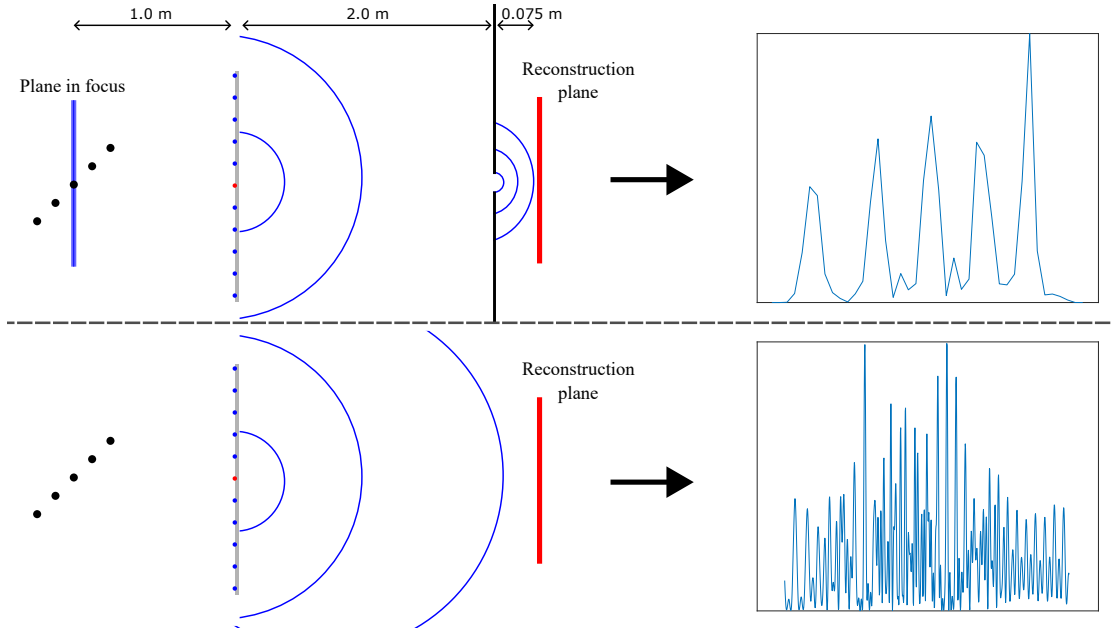 1.0 m
2.0 m
0.075 m
Plane in focus
Reconstruction
plane
Reconstruction
plane